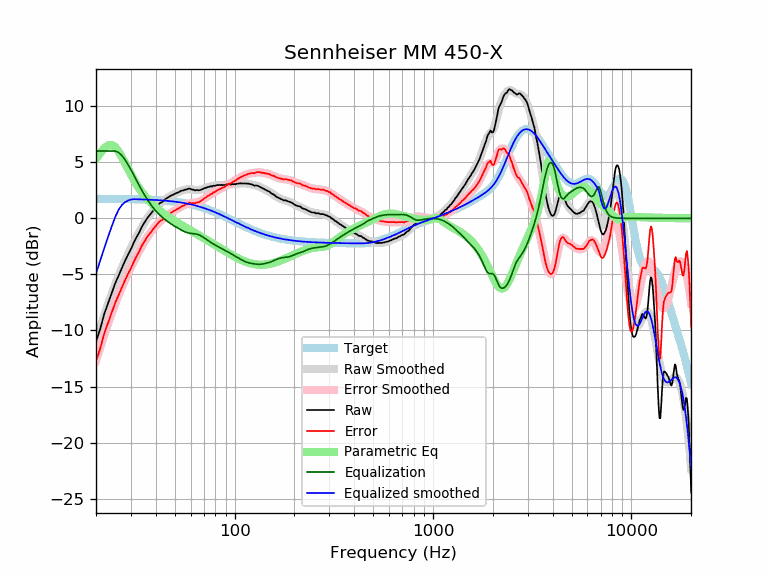 Sennheiser MM 450-X
10
5
0
−5
−10
−15
−20
−25
Amplitude (dBr)
Target
Raw Smoothed
Error Smoothed
Raw
Error
Parametric Eq
Equalization
Equalized smoothed
100
1000
10000
Frequency (Hz)